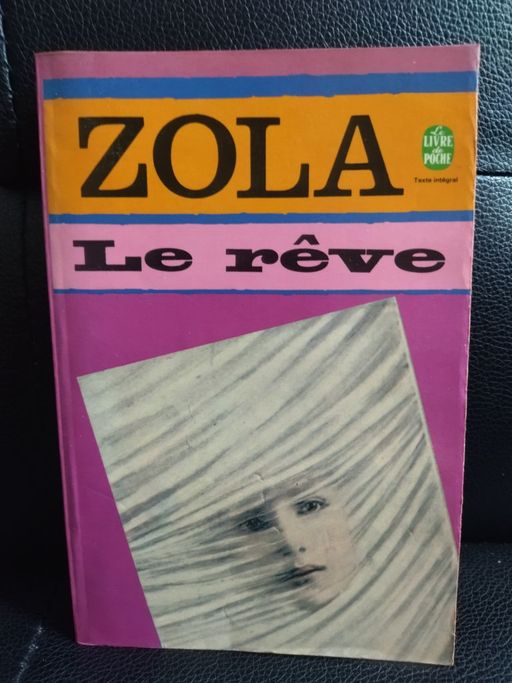 ZOLA
Le
LIVRE
de
POCHE
Texte intégral
Le rêve